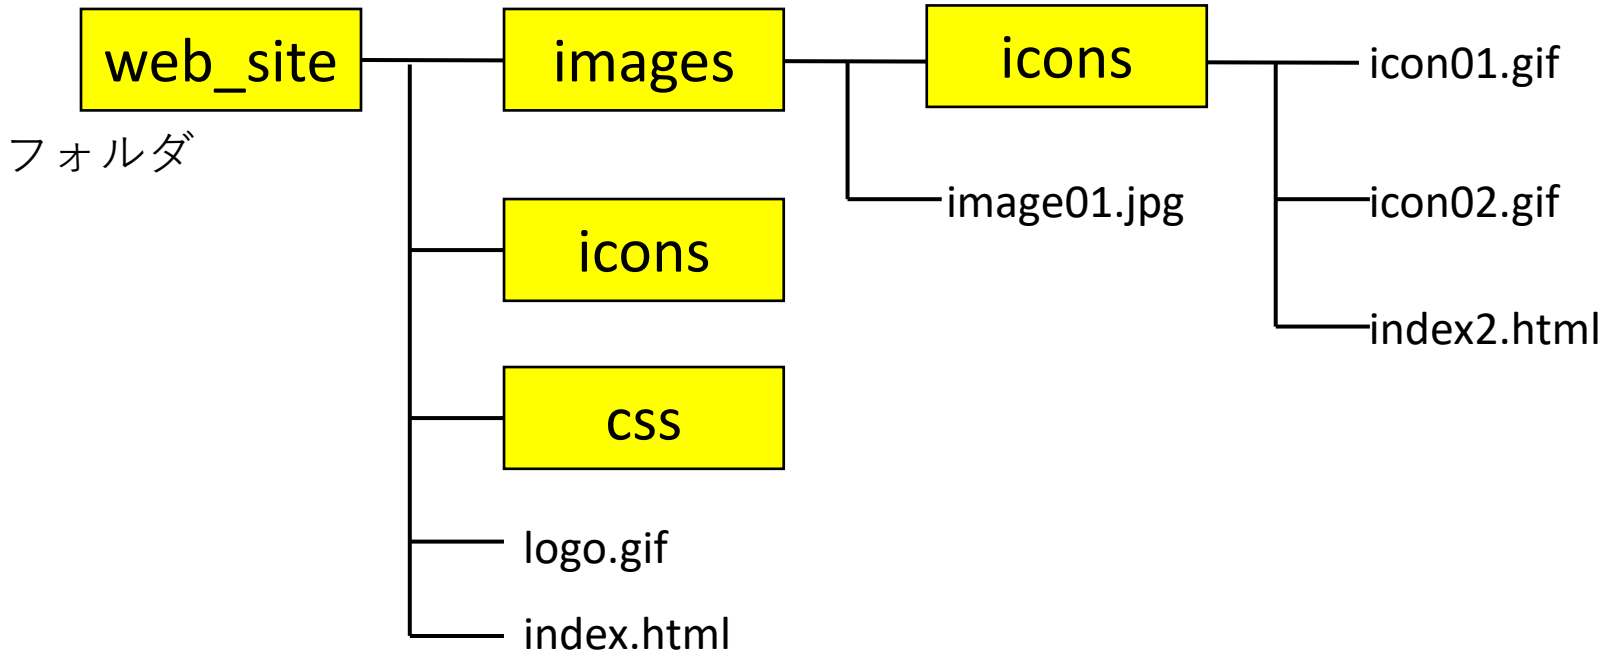 web_site
images
icons
icon01.gif
フォルダ
image01.jpg
icon02.gif
icons
index2.html
css
logo.gif
index.html